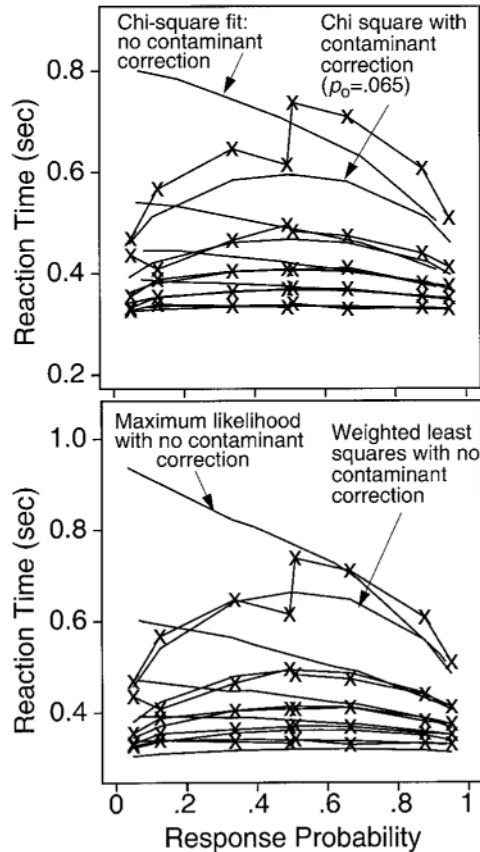 Chi-square fit:
no contaminant
correction
Chi square with
contaminant
correction
(p₀=.065)
0.8
0.6
0.4
0.2
Reaction Time (sec)
Maximum likelihood
with no contaminant
correction
Weighted least
squares with no
contaminant
correction
1.0
0.8
0.6
0.4
Reaction Time (sec)
0 .2 .4 .6 .8 1
Response Probability